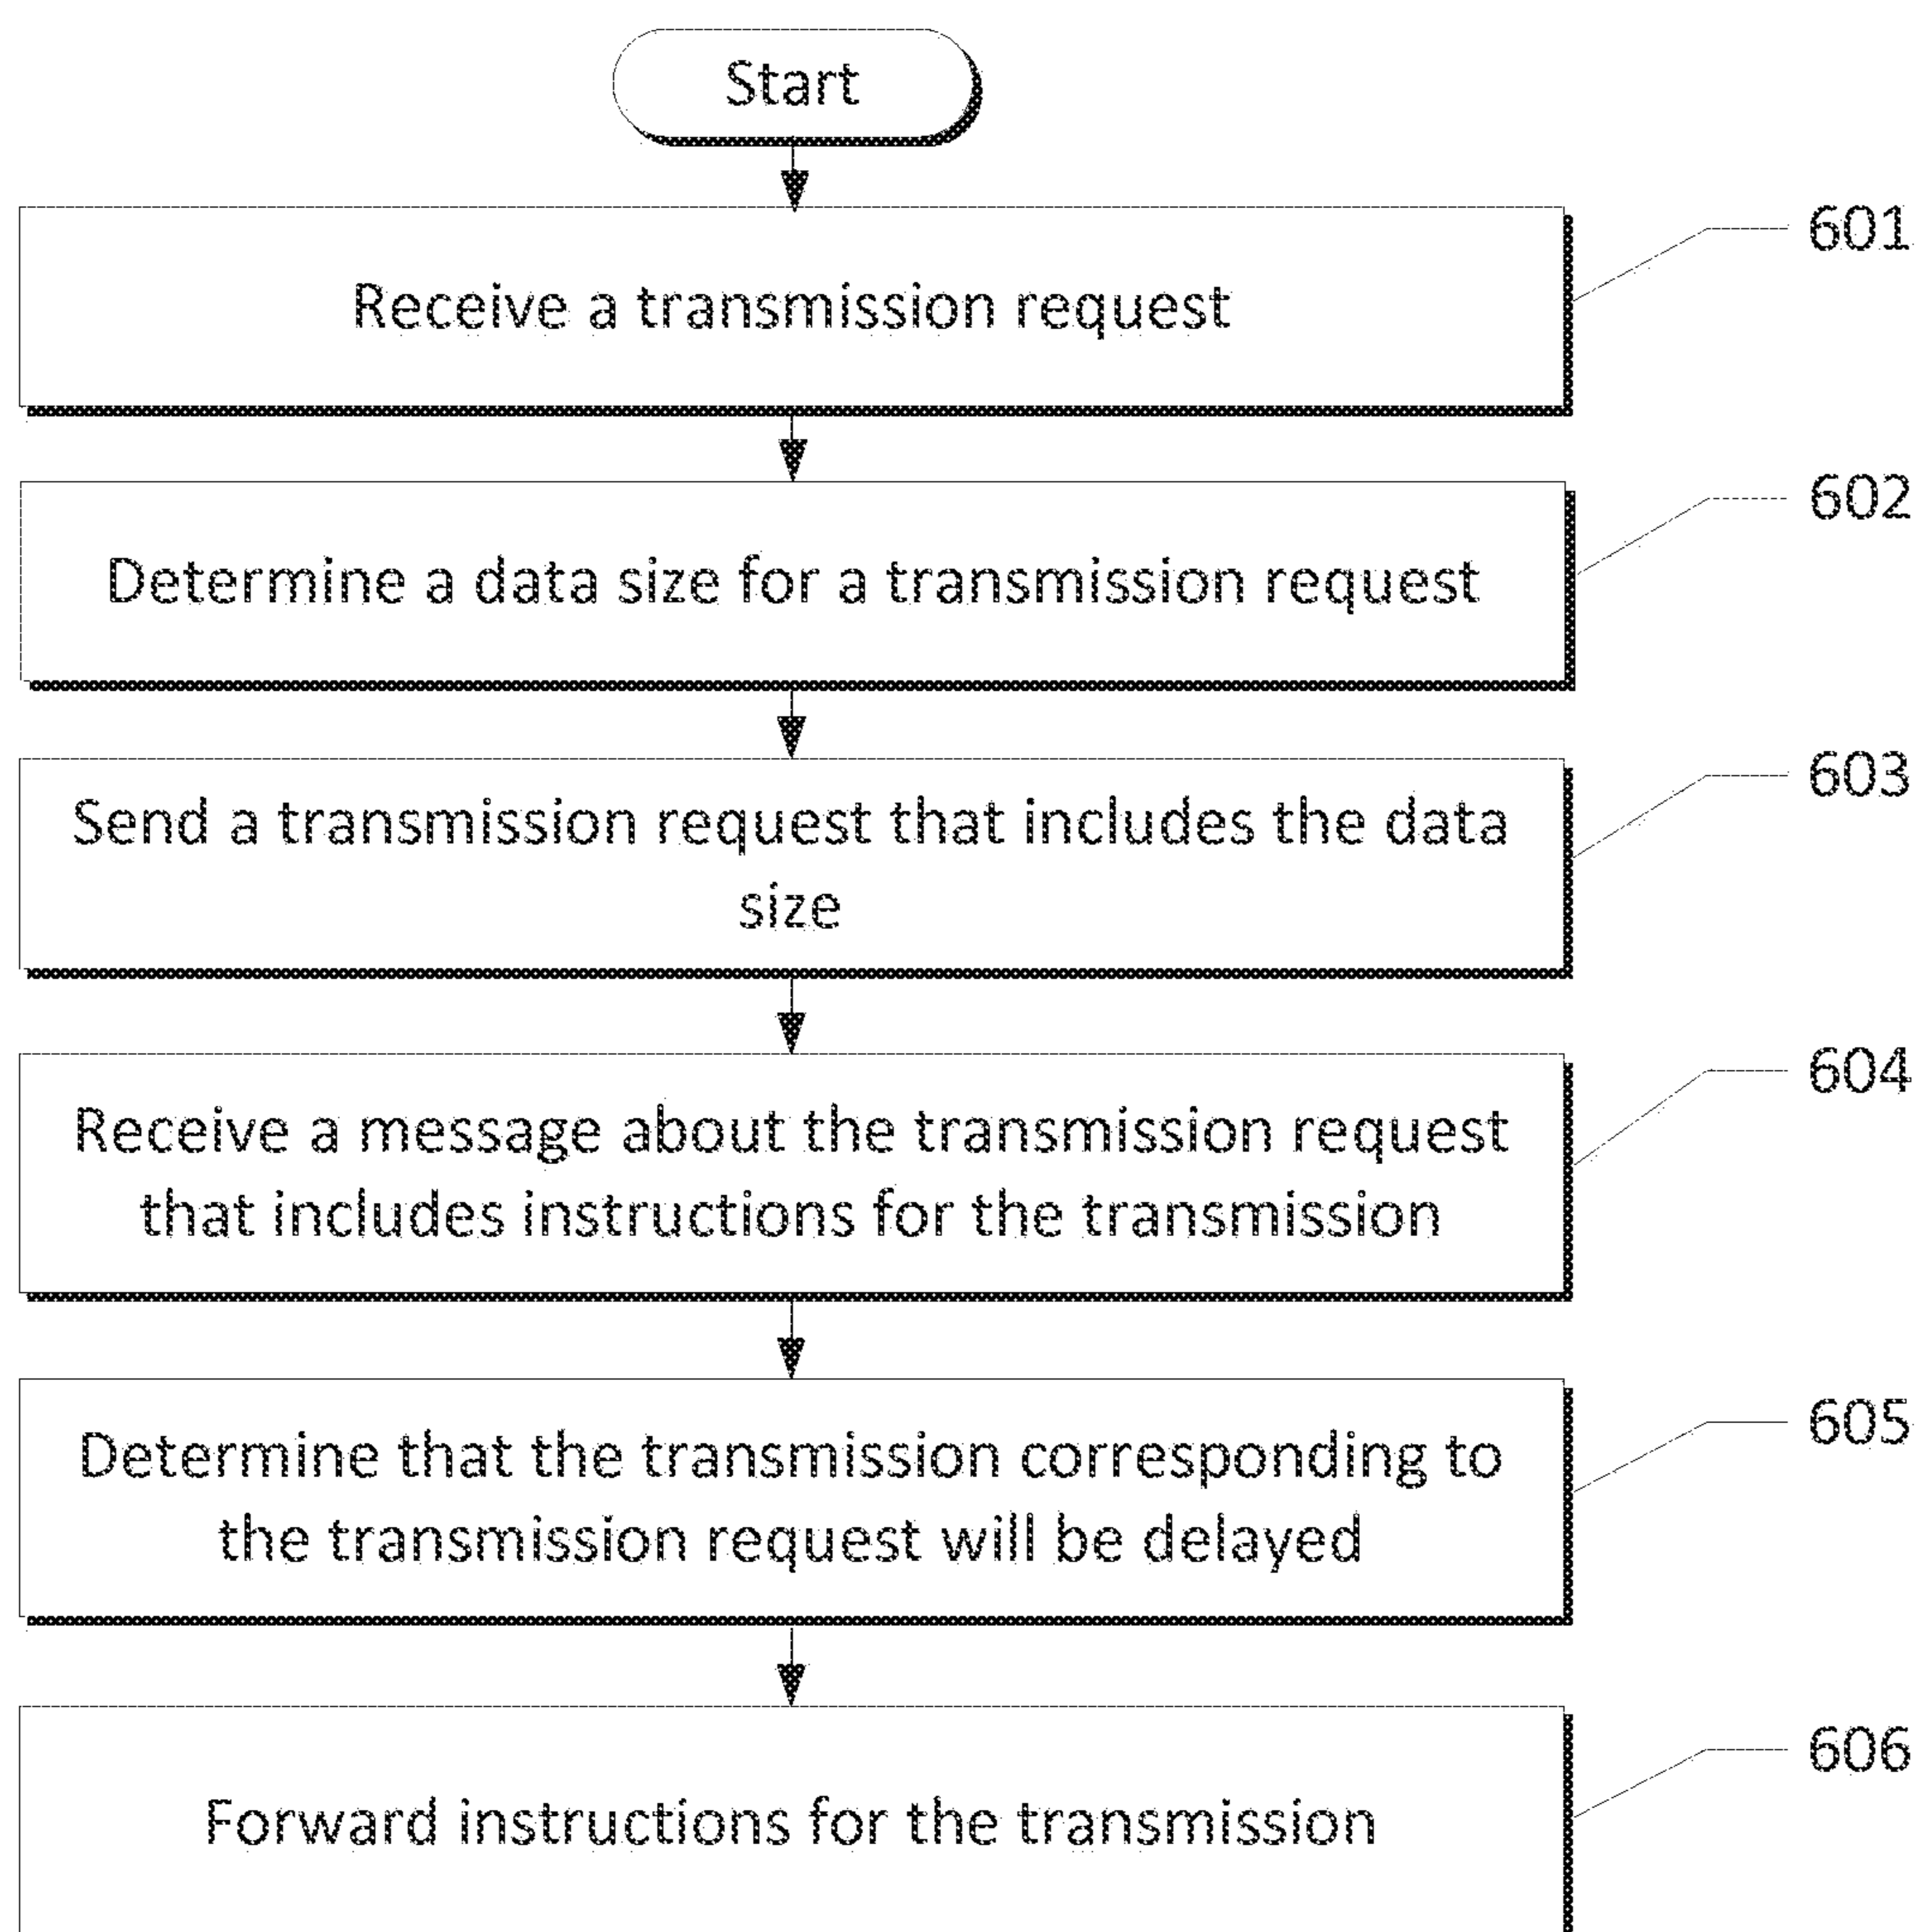 Start
Receive a transmission request
601
Determine a data size for a transmission request
602
Send a transmission request that includes the data
size
603
Receive a message about the transmission request
that includes instructions for the transmission
604
Determine that the transmission corresponding to
the transmission request will be delayed
605
Forward instructions for the transmission
606